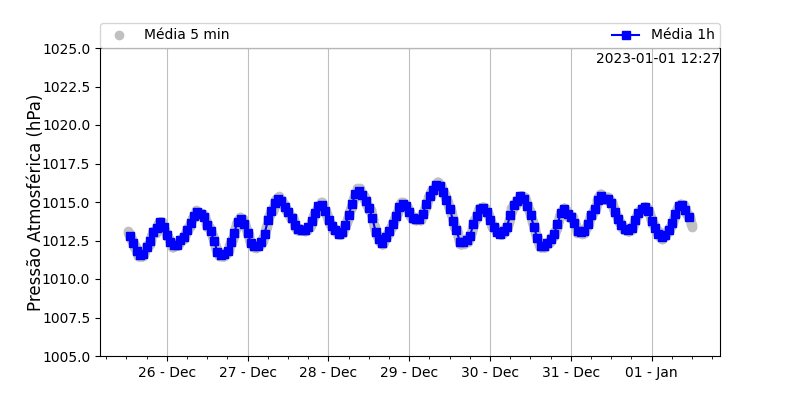 Média 5 min
Média 1h
2023-01-01 12:27
Pressão Atmosférica (hPa)
1025.0
1022.5
1020.0
1017.5
1015.0
1012.5
1010.0
1007.5
1005.0
26 - Dec
27 - Dec
28 - Dec
29 - Dec
30 - Dec
31 - Dec
01 - Jan